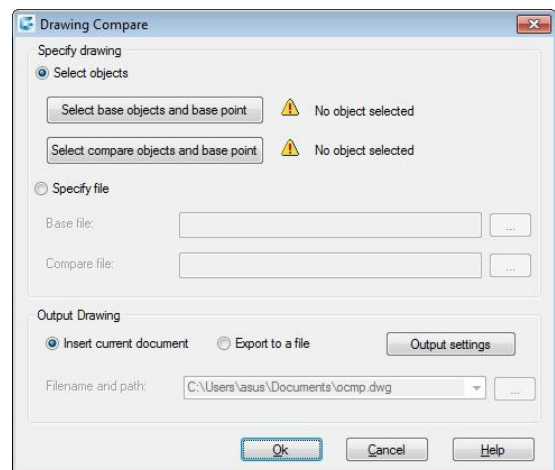 Drawing Compare
Specify drawing
Select objects
Select base objects and base point
No object selected
Select compare objects and base point
No object selected
Specify file
Base file:
...
Compare file:
...
Output Drawing
Insert current document
Export to a file
Output settings
Filename and path:
C:\Users\asus\Documents\ocmp.dwg
...
Ok
Cancel
Help